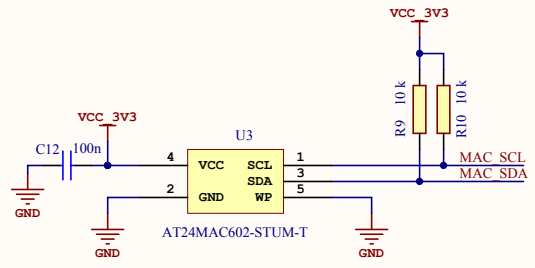 VCC_3V3
R9 10 k
R10 10 k
VCC_3V3
C12 100n
U3
4 VCC SCL 1
SDA 3
2 GND WP 5
MAC_SCL
MAC_SDA
GND
GND
GND
AT24MAC602-STUM-T